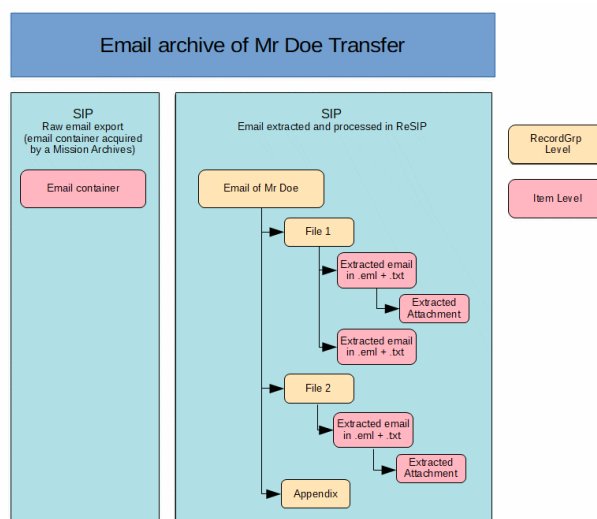 Email archive of Mr Doe Transfer
SIP
Raw email export
(email container acquired
by a Mission Archives)
Email container
SIP
Email extracted and processed in ReSIP
Email of Mr Doe
File 1
Extracted email
in .eml + .txt
Extracted
Attachment
Extracted email
in .eml + .txt
File 2
Extracted email
in .eml + .txt
Extracted
Attachment
Appendix
RecordGrp
Level
Item Level